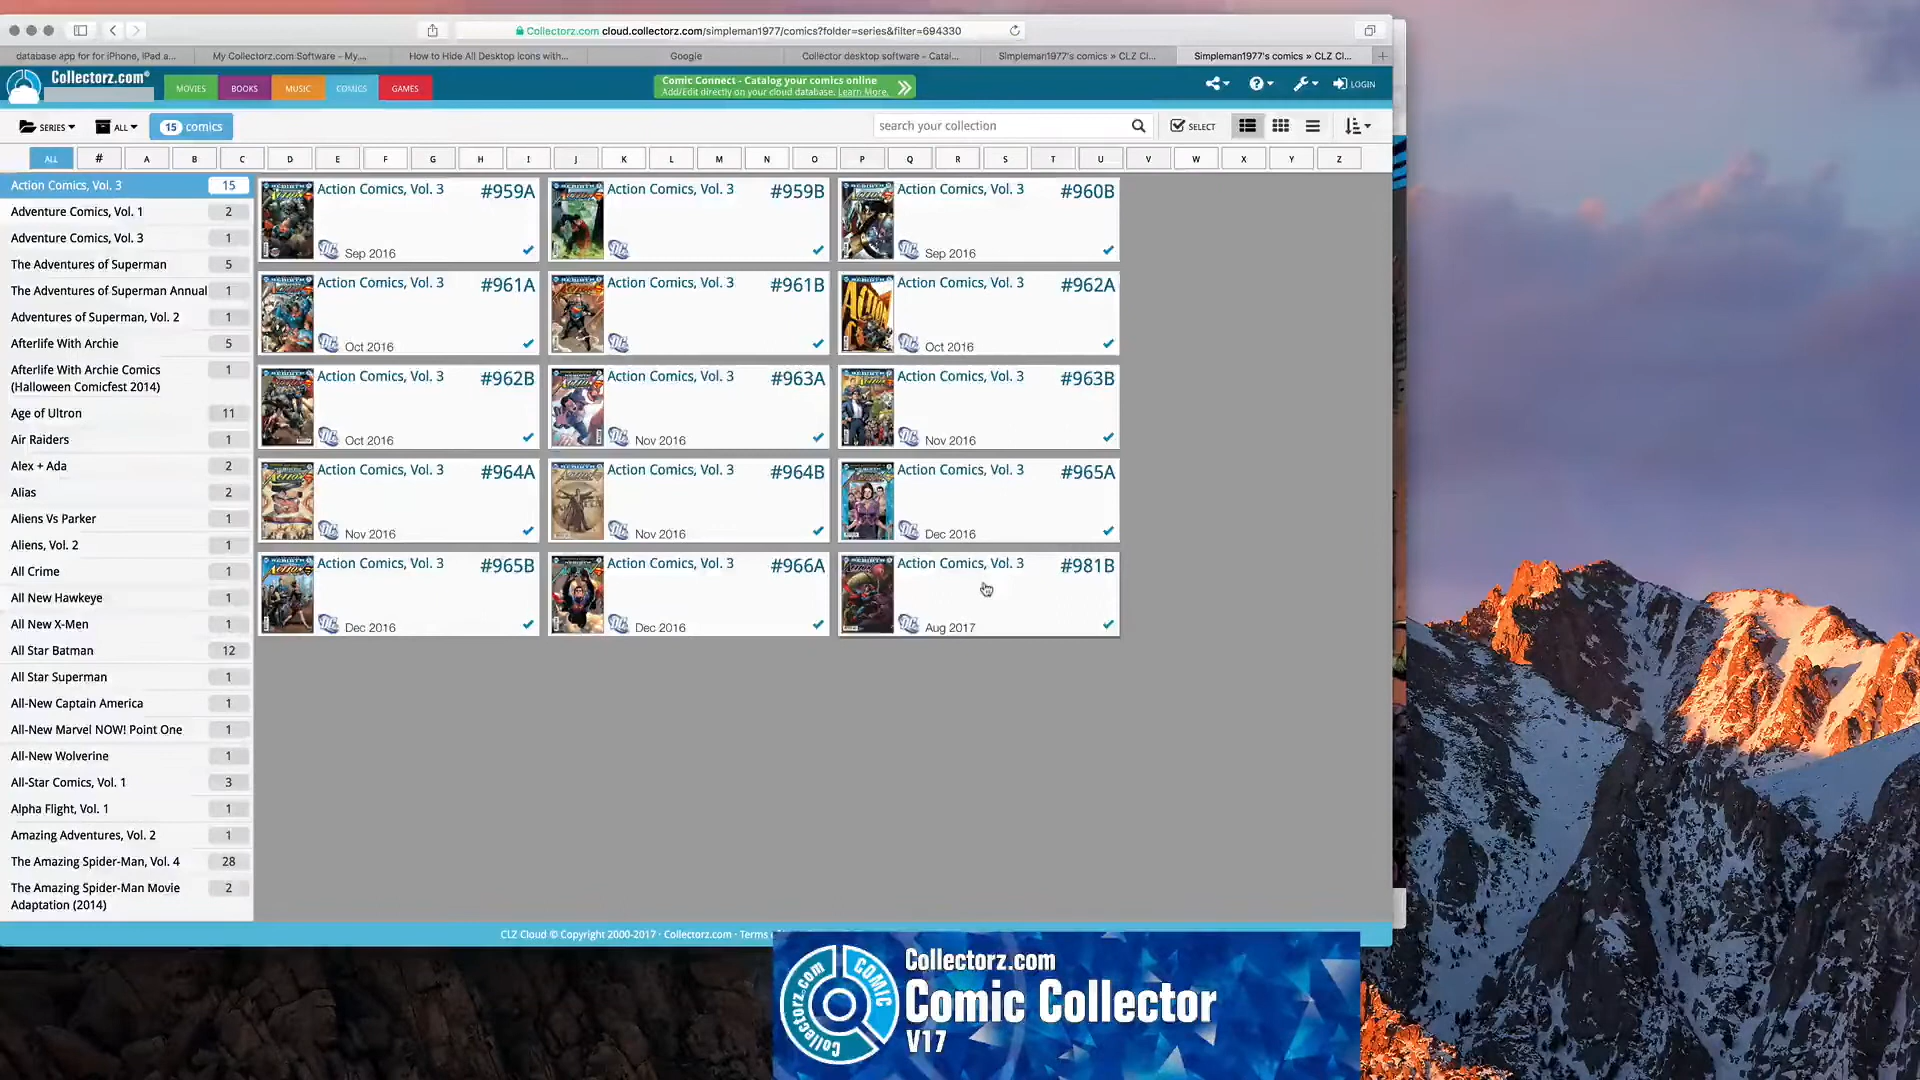 Collectorz.com cloud.collectorz.com/simpleman1977/comics?folder=series&filter=694330
database app for for iPhone, iPad a...
My Collectorz.com Software - My...
How to Hide All Desktop Icons with...
Google
Collector desktop software - Catal...
Simpleman1977's comics » CLZ Cl...
Simpleman1977's comics » CLZ Cl...
Collectorz.com®
MOVIES
BOOKS
MUSIC
COMICS
GAMES
Comic Connect - Catalog your comics online
Add/Edit directly on your cloud database. Learn More.
LOGIN
SERIES
ALL
15 comics
search your collection
SELECT
ALL # A B C D E F G H I J K L M N O P Q R S T U V W X Y Z
Action Comics, Vol. 3 15
Adventure Comics, Vol. 1 2
Adventure Comics, Vol. 3 1
The Adventures of Superman 5
The Adventures of Superman Annual 1
Adventures of Superman, Vol. 2 1
Afterlife With Archie 5
Afterlife With Archie Comics 1
(Halloween Comicfest 2014)
Age of Ultron 11
Air Raiders 1
Alex + Ada 2
Alias 2
Aliens Vs Parker 1
Aliens, Vol. 2 1
All Crime 1
All New Hawkeye 1
All New X-Men 1
All Star Batman 12
All Star Superman 1
All-New Captain America 1
All-New Marvel NOW! Point One 1
All-New Wolverine 1
All-Star Comics, Vol. 1 3
Alpha Flight, Vol. 1 1
Amazing Adventures, Vol. 2 1
The Amazing Spider-Man, Vol. 4 28
The Amazing Spider-Man Movie 2
Adaptation (2014)
Action Comics, Vol. 3 #959A
Sep 2016
Action Comics, Vol. 3 #959B
Action Comics, Vol. 3 #960B
Sep 2016
Action Comics, Vol. 3 #961A
Oct 2016
Action Comics, Vol. 3 #961B
Action Comics, Vol. 3 #962A
Oct 2016
Action Comics, Vol. 3 #962B
Oct 2016
Action Comics, Vol. 3 #963A
Nov 2016
Action Comics, Vol. 3 #963B
Nov 2016
Action Comics, Vol. 3 #964A
Nov 2016
Action Comics, Vol. 3 #964B
Nov 2016
Action Comics, Vol. 3 #965A
Dec 2016
Action Comics, Vol. 3 #965B
Dec 2016
Action Comics, Vol. 3 #966A
Dec 2016
Action Comics, Vol. 3 #981B
Aug 2017
CLZ Cloud © Copyright 2000-2017 · Collectorz.com · Terms
Collectorz.com
COMIC
Collector
Collectorz.com
Comic Collector
V17